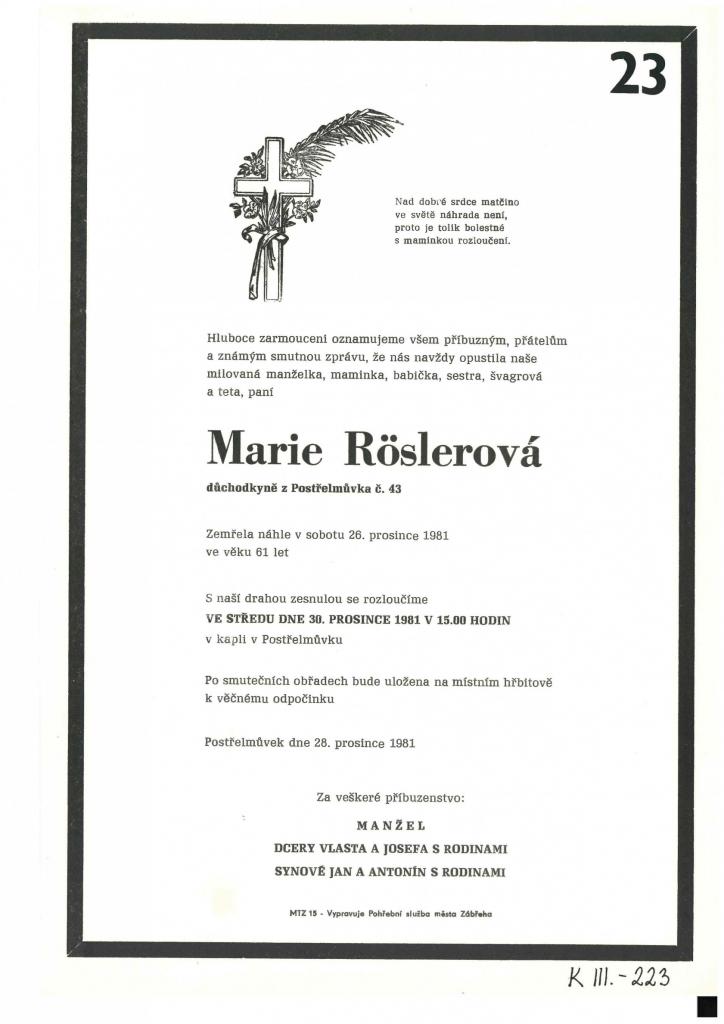 23
Nad dobré srdce matčino
ve světě náhrada není,
proto je tolik bolestné
s maminkou rozloučení.
Hluboce zarmouceni oznamujeme všem příbuzným, přátelům
a známým smutnou zprávu, že nás navždy opustila naše
milovaná manželka, maminka, babička, sestra, švagrová
a teta, paní
Marie Röslerová
důchodkyně z Postřelmůvka č. 43
Zemřela náhle v sobotu 26. prosince 1981
ve věku 61 let
S naší drahou zesnulou se rozloučíme
VE STŘEDU DNE 30. PROSINCE 1981 V 15.00 HODIN
v kapli v Postřelmůvku
Po smutečních obřadech bude uložena na místním hřbitově
k věčnému odpočinku
Postřelmůvek dne 28. prosince 1981
Za veškeré příbuzenstvo:
MANŽEL
DCERY VLASTA A JOSEFA S RODINAMI
SYNOVÉ JAN A ANTONÍN S RODINAMI
MTZ 15 - Vypravuje Pohřební služba města Zábřeha
K III.-223